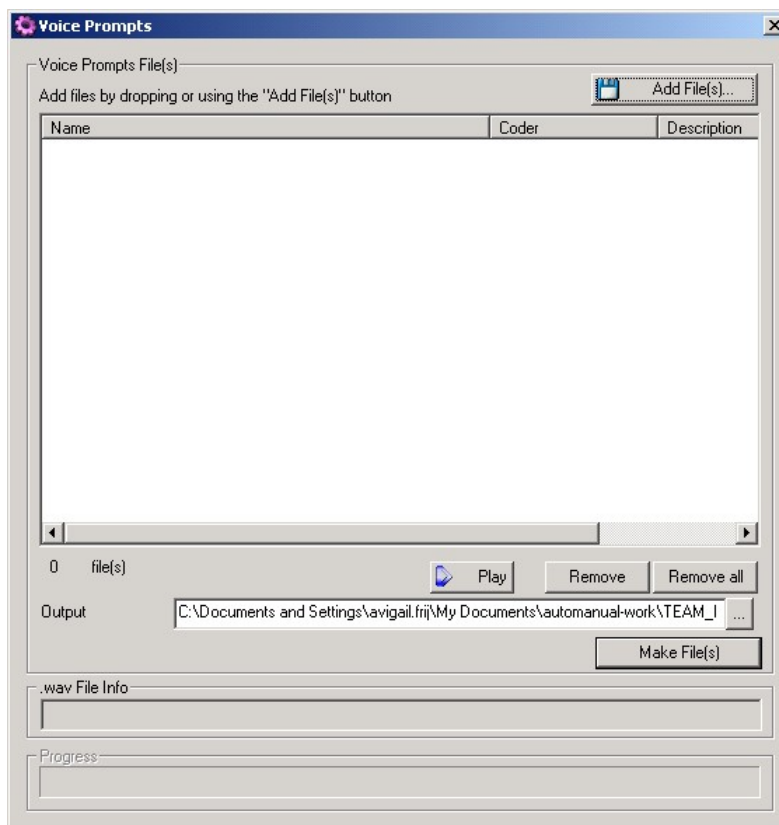 Voice Prompts
Voice Prompts File(s)
Add files by dropping or using the "Add File(s)" button
Add File(s)...
Name Coder Description
0 file(s)
Play Remove Remove all
Output C:\Documents and Settings\avigail.frij\My Documents\automanual-work\TEAM_I ...
Make File(s)
.wav File Info
Progress